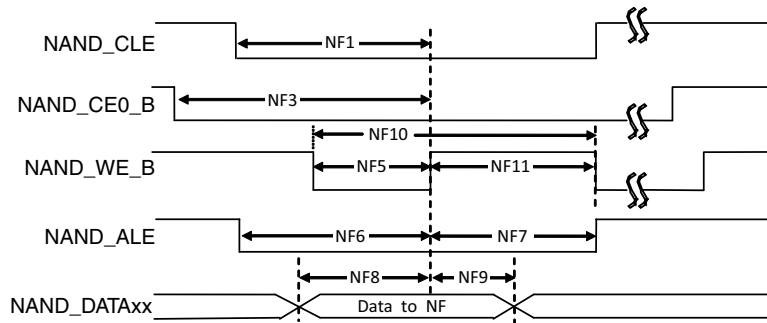 NAND_CLE
NF1
NAND_CE0_B
NF3
NF10
NAND_WE_B
NF5
NF11
NAND_ALE
NF6
NF7
NF8
NF9
NAND_DATAxx
Data to NF